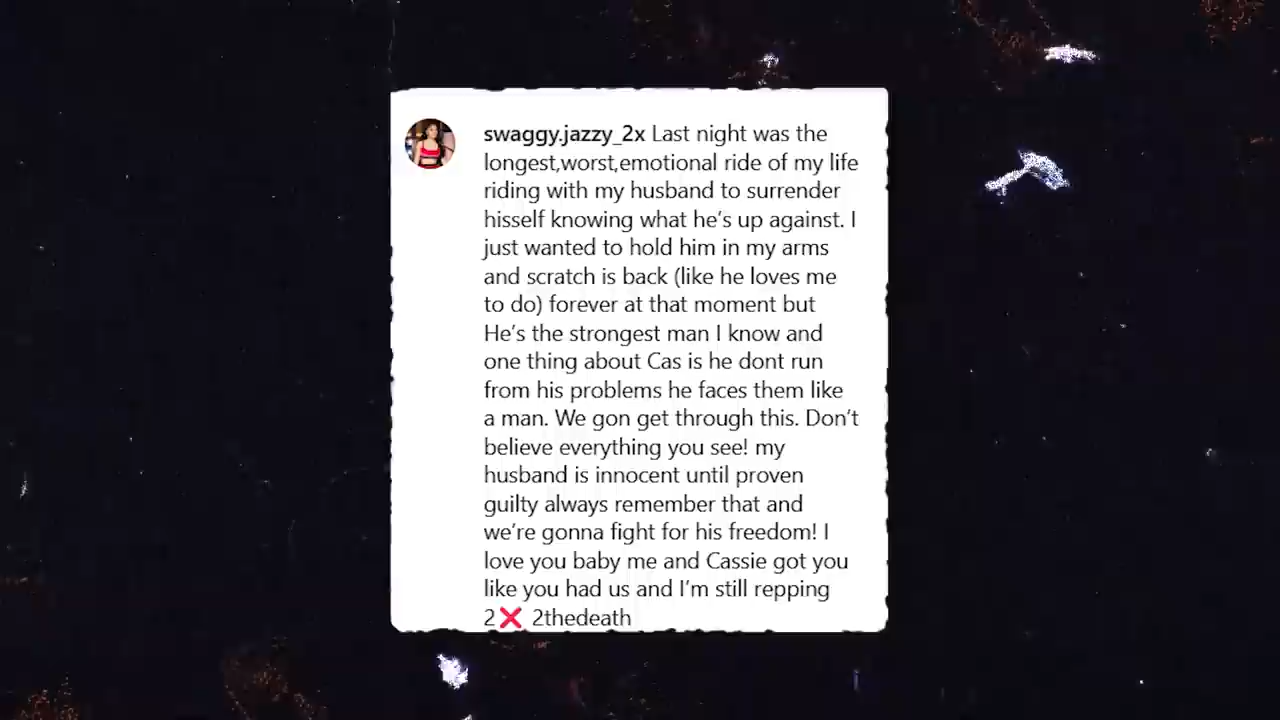 swaggy.jazzy_2x Last night was the
longest,worst,emotional ride of my life
riding with my husband to surrender
hisself knowing what he's up against. I
just wanted to hold him in my arms
and scratch is back (like he loves me
to do) forever at that moment but
He's the strongest man I know and
one thing about Cas is he dont run
from his problems he faces them like
a man. We gon get through this. Don't
believe everything you see! my
husband is innocent until proven
guilty always remember that and
we're gonna fight for his freedom! I
love you baby me and Cassie got you
like you had us and I'm still repping
2❌ 2thedeath